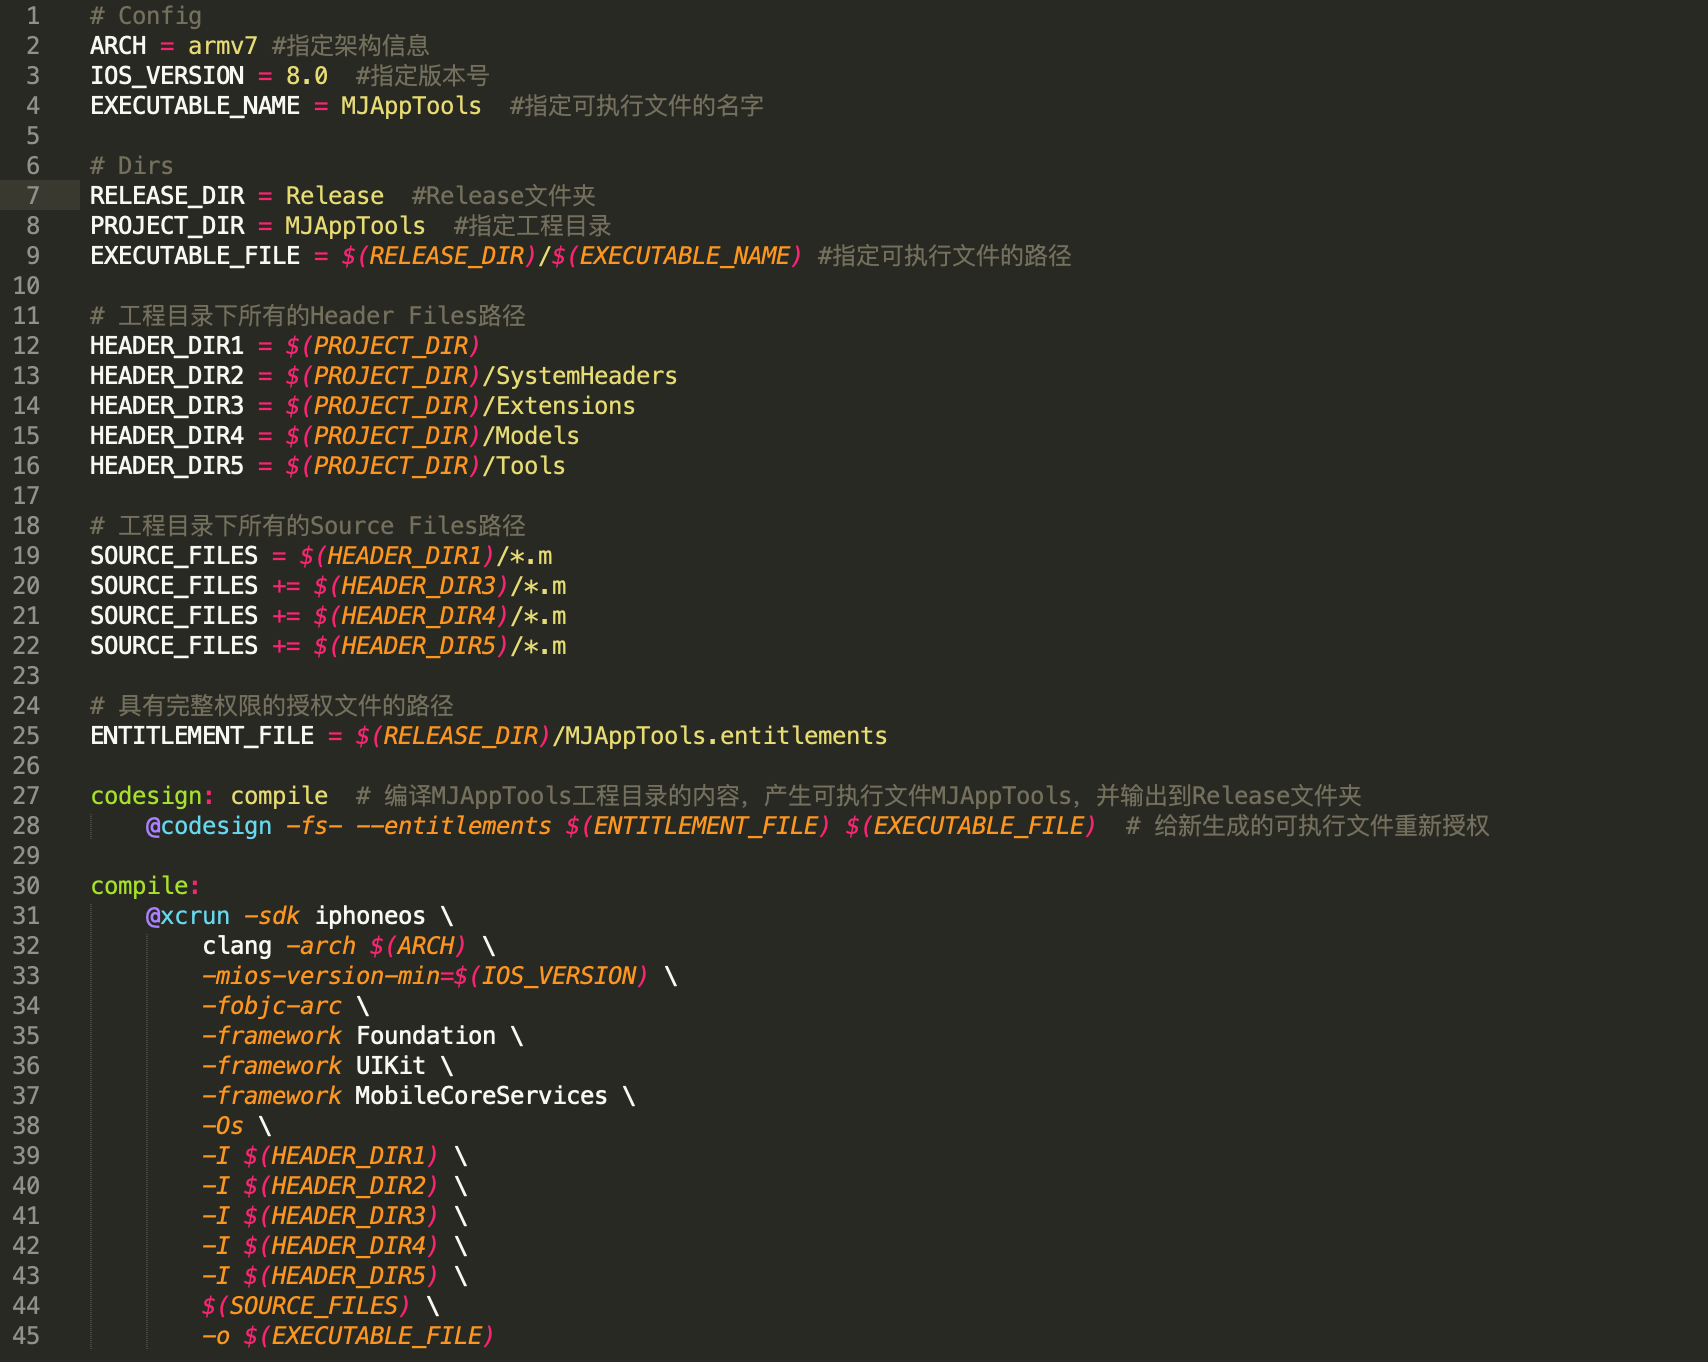 1 # Config
2 ARCH = armv7 #指定架构信息
3 IOS_VERSION = 8.0  #指定版本号
4 EXECUTABLE_NAME = MJAppTools  #指定可执行文件的名字
5
6 # Dirs
7 RELEASE_DIR = Release  #Release文件夹
8 PROJECT_DIR = MJAppTools  #指定工程目录
9 EXECUTABLE_FILE = $(RELEASE_DIR)/$(EXECUTABLE_NAME) #指定可执行文件的路径
10
11 # 工程目录下所有的Header Files路径
12 HEADER_DIR1 = $(PROJECT_DIR)
13 HEADER_DIR2 = $(PROJECT_DIR)/SystemHeaders
14 HEADER_DIR3 = $(PROJECT_DIR)/Extensions
15 HEADER_DIR4 = $(PROJECT_DIR)/Models
16 HEADER_DIR5 = $(PROJECT_DIR)/Tools
17
18 # 工程目录下所有的Source Files路径
19 SOURCE_FILES = $(HEADER_DIR1)/*.m
20 SOURCE_FILES += $(HEADER_DIR3)/*.m
21 SOURCE_FILES += $(HEADER_DIR4)/*.m
22 SOURCE_FILES += $(HEADER_DIR5)/*.m
23
24 # 具有完整权限的授权文件的路径
25 ENTITLEMENT_FILE = $(RELEASE_DIR)/MJAppTools.entitlements
26
27 codesign: compile  # 编译MJAppTools工程目录的内容，产生可执行文件MJAppTools，并输出到Release文件夹
28     @codesign -fs- --entitlements $(ENTITLEMENT_FILE) $(EXECUTABLE_FILE)  # 给新生成的可执行文件重新授权
29
30 compile:
31     @xcrun -sdk iphoneos \
32         clang -arch $(ARCH) \
33         -mios-version-min=$(IOS_VERSION) \
34         -fobjc-arc \
35         -framework Foundation \
36         -framework UIKit \
37         -framework MobileCoreServices \
38         -Os \
39         -I $(HEADER_DIR1) \
40         -I $(HEADER_DIR2) \
41         -I $(HEADER_DIR3) \
42         -I $(HEADER_DIR4) \
43         -I $(HEADER_DIR5) \
44         $(SOURCE_FILES) \
45         -o $(EXECUTABLE_FILE)